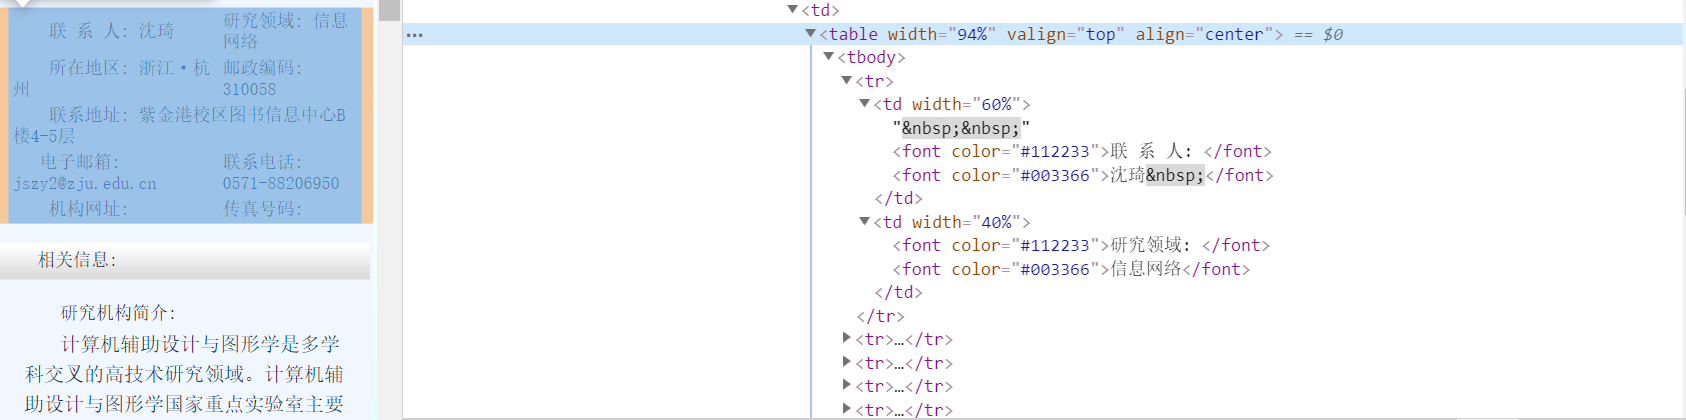 联 系 人: 沈琦
研究领域: 信息
网络
所在地区: 浙江·杭
州
邮政编码:
310058
联系地址: 紫金港校区图书信息中心B
楼4-5层
电子邮箱:
jszy2@zju.edu.cn
联系电话:
0571-88206950
机构网址:
传真号码:
相关信息:
研究机构简介:
计算机辅助设计与图形学是多学
科交叉的高技术研究领域。计算机辅
助设计与图形学国家重点实验室主要
▼<td>
…
▼<table width="94%" valign="top" align="center"> == $0
▼<tbody>
▼<tr>
▼<td width="60%">
"&nbsp;&nbsp;"
<font color="#112233">联 系 人: </font>
<font color="#003366">沈琦&nbsp;</font>
</td>
▼<td width="40%">
<font color="#112233">研究领域: </font>
<font color="#003366">信息网络</font>
</td>
</tr>
▶<tr>…</tr>
▶<tr>…</tr>
▶<tr>…</tr>
▶<tr>…</tr>